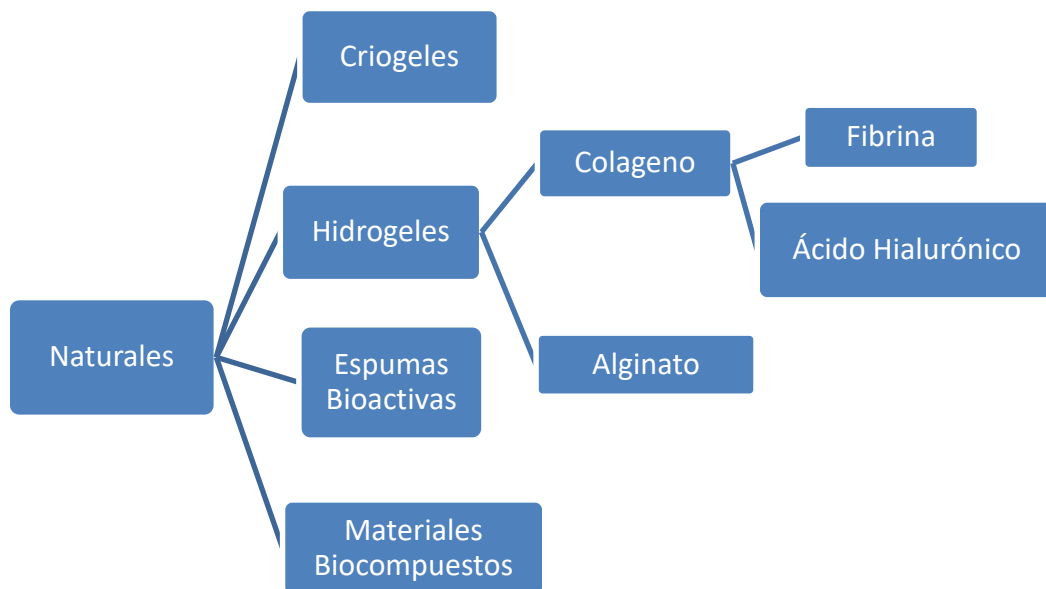 Naturales
Criogeles
Hidrogeles
Colageno
Fibrina
Ácido Hialurónico
Alginato
Espumas
Bioactivas
Materiales
Biocompuestos